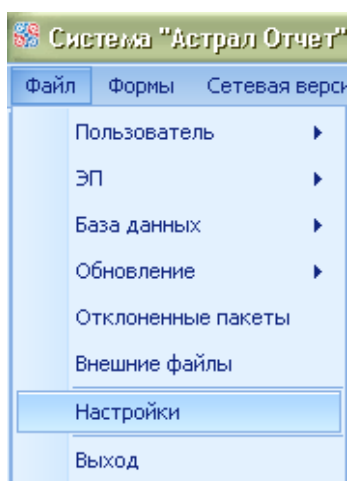 Система "Астрал Отчет"
Файл Формы Сетевая верси
Пользователь
ЭП
База данных
Обновление
Отклоненные пакеты
Внешние файлы
Настройки
Выход